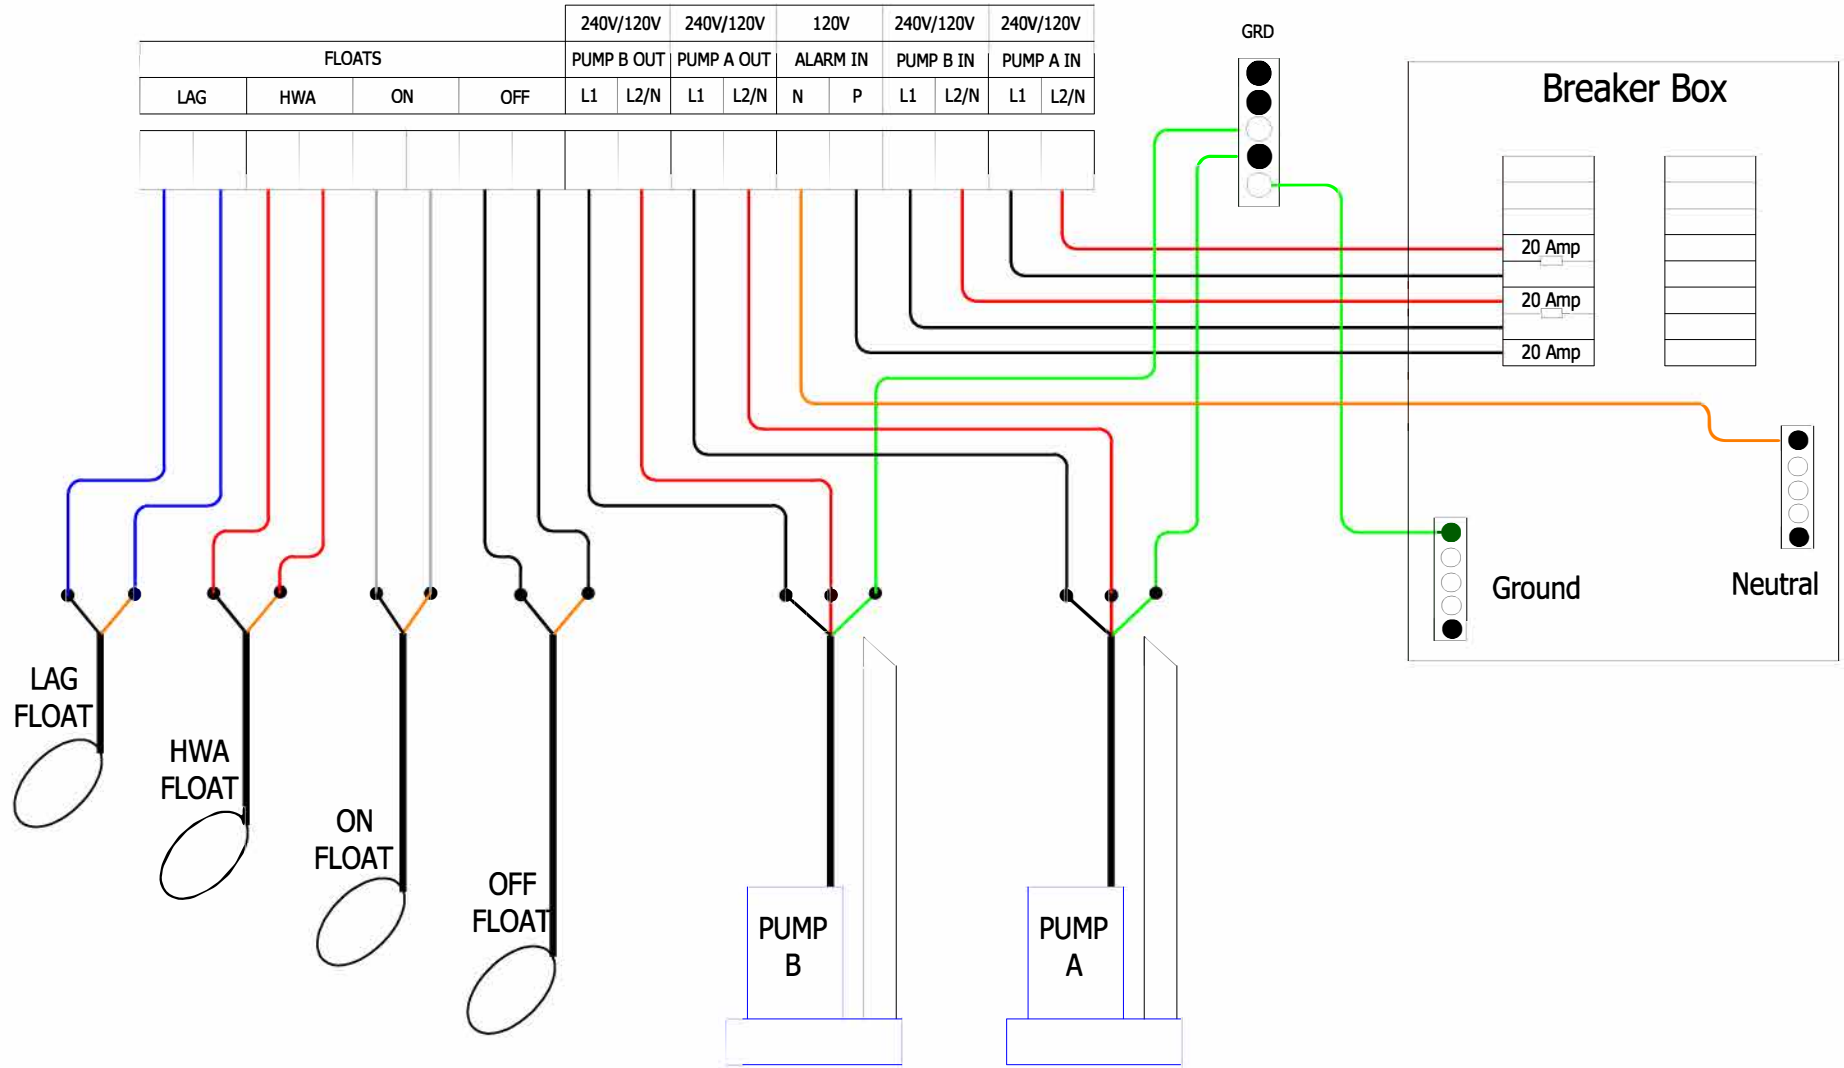 240V/120V 240V/120V 120V 240V/120V 240V/120V
FLOATS PUMP B OUT PUMP A OUT ALARM IN PUMP B IN PUMP A IN
LAG HWA ON OFF L1 L2/N L1 L2/N N P L1 L2/N L1 L2/N
GRD
Breaker Box
20 Amp
20 Amp
20 Amp
Ground
Neutral
LAG
FLOAT
HWA
FLOAT
ON
FLOAT
OFF
FLOAT
PUMP
B
PUMP
A